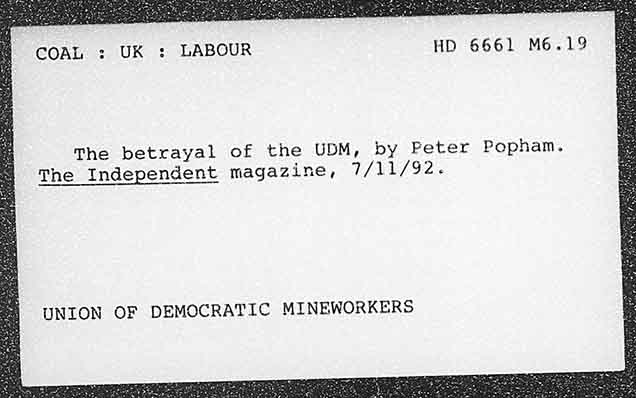 COAL : UK : LABOUR HD 6661 M6.19
The betrayal of the UDM, by Peter Popham.
The Independent magazine, 7/11/92.
UNION OF DEMOCRATIC MINEWORKERS